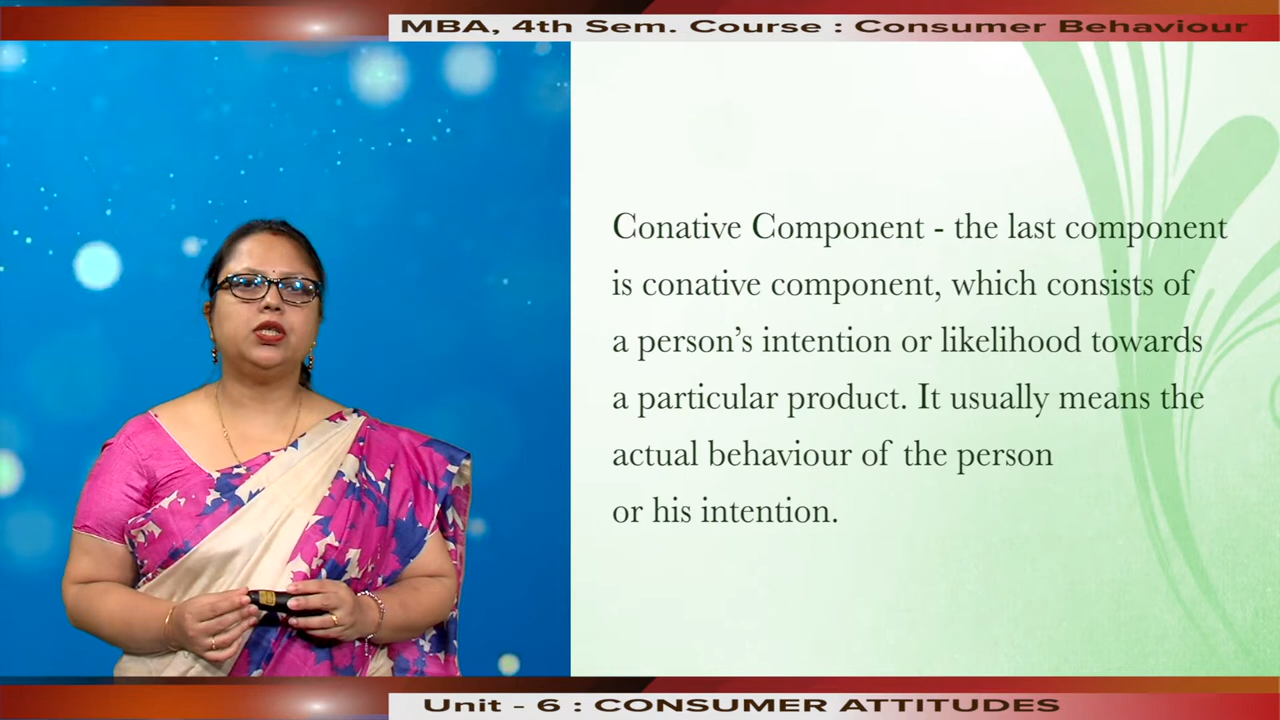 MBA, 4th Sem. Course : Consumer Behaviour
Conative Component - the last component
is conative component, which consists of
a person's intention or likelihood towards
a particular product. It usually means the
actual behaviour of the person
or his intention.
Unit - 6 : CONSUMER ATTITUDES